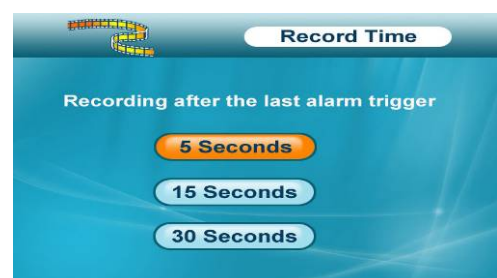 Record Time
Recording after the last alarm trigger
5 Seconds
15 Seconds
30 Seconds